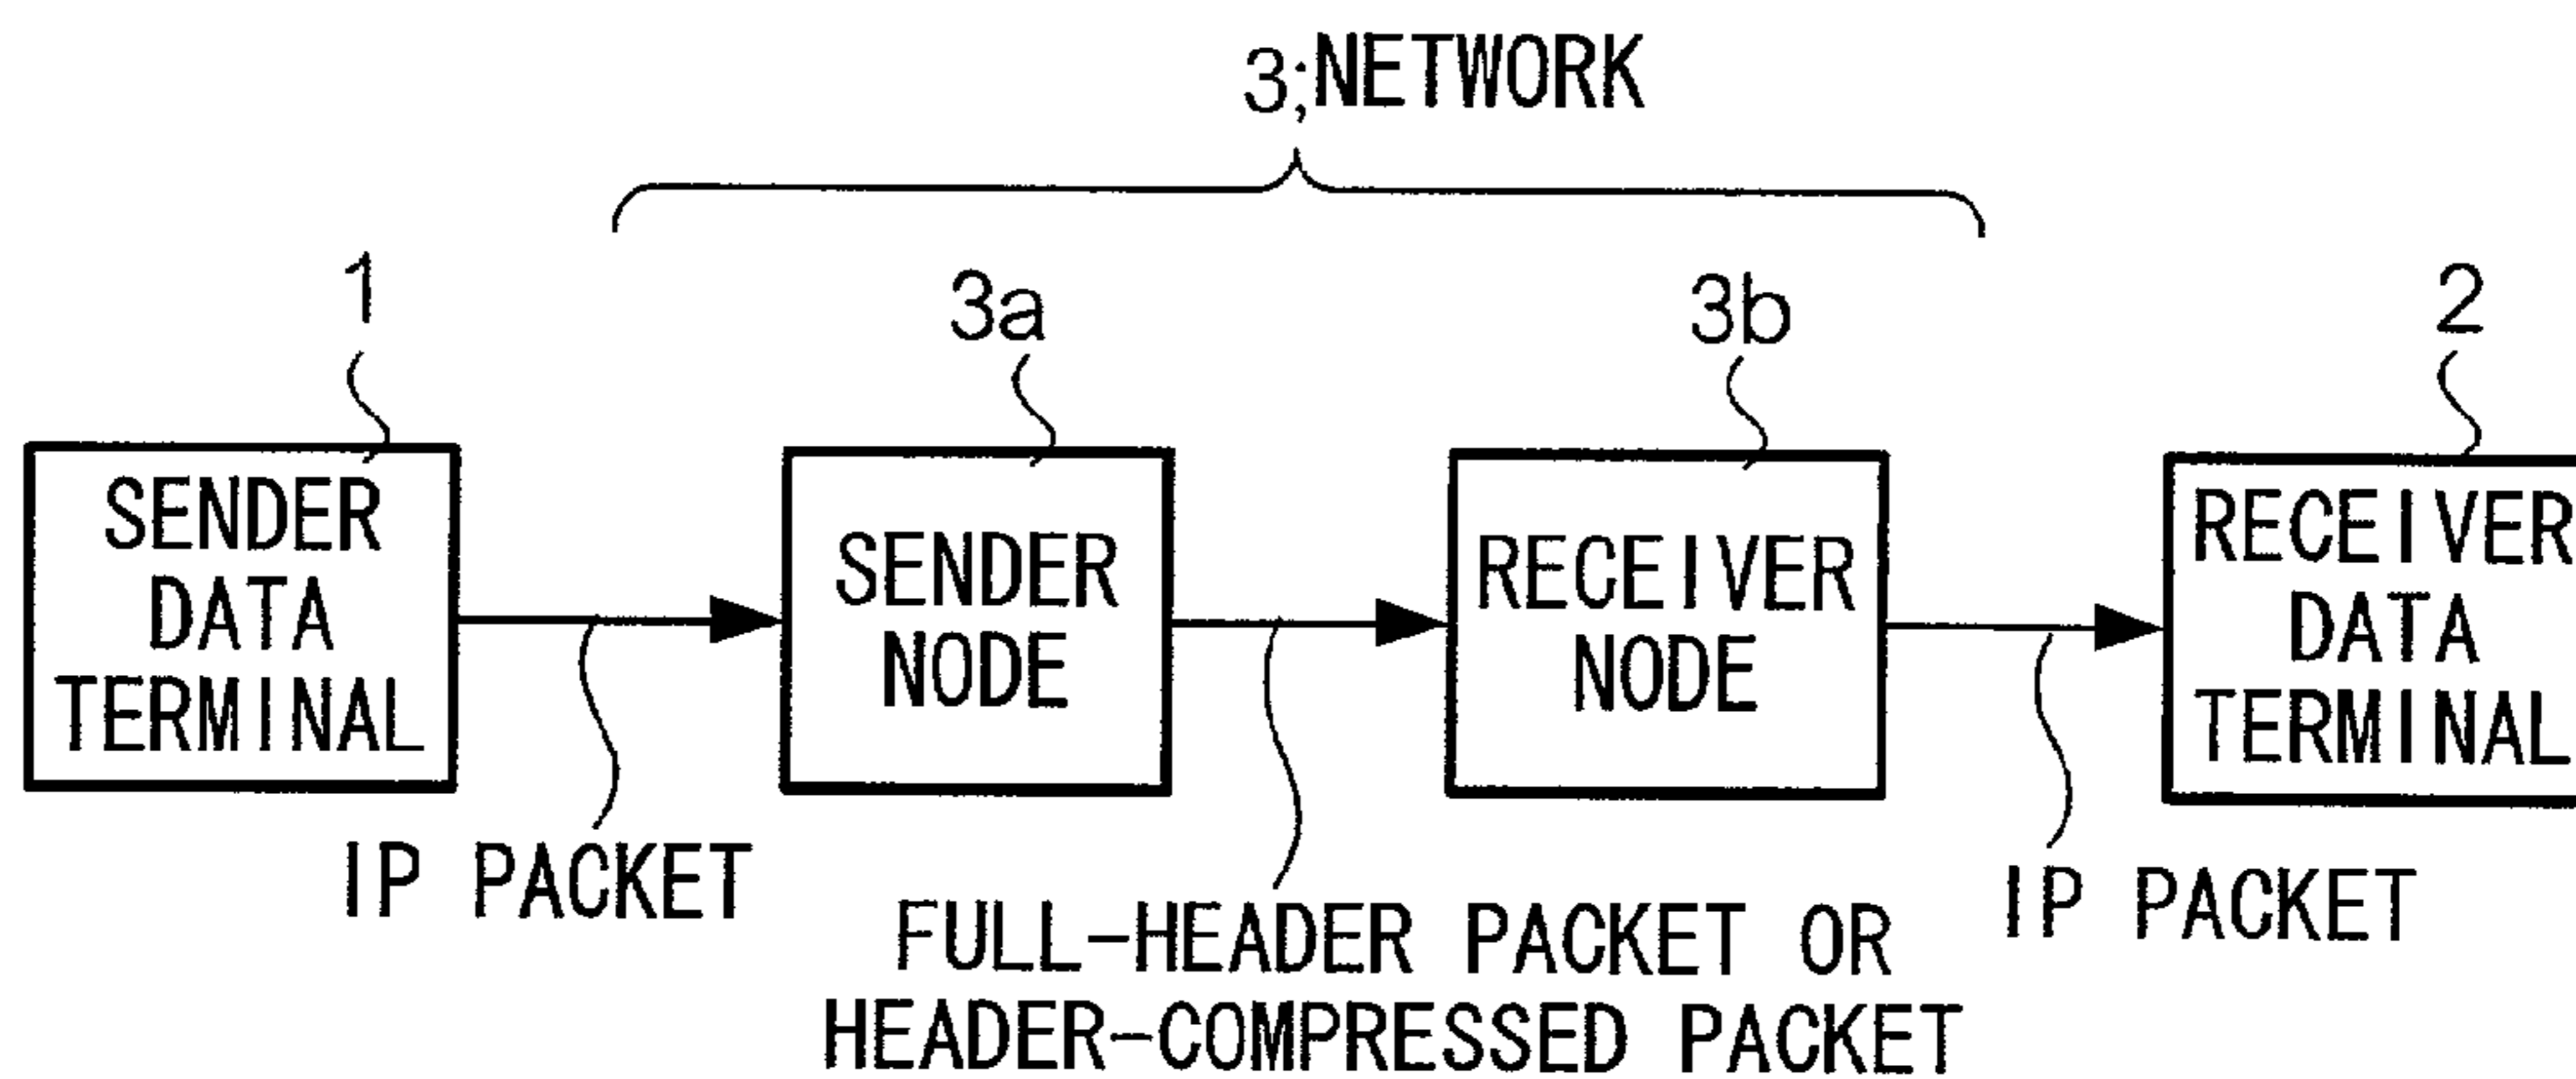 3;NETWORK
1
3a
3b
2
SENDER
DATA
TERMINAL
SENDER
NODE
RECEIVER
NODE
RECEIVER
DATA
TERMINAL
IP PACKET
FULL-HEADER PACKET OR
HEADER-COMPRESSED PACKET
IP PACKET